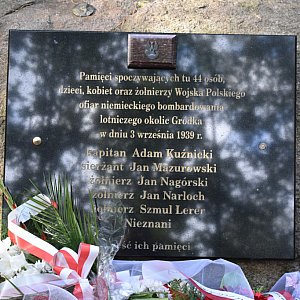 Pamięci spoczywających tu 44 osób,
dzieci, kobiet oraz żołnierzy Wojska Polskiego
ofiar niemieckiego bombardowania
lotniczego okolic Gródka
w dniu 3 września 1939 r.
kapitan Adam Kuźnicki
sierżant Jan Mazurowski
żołnierz Jan Nagórski
żołnierz Jan Narloch
żołnierz Szmul Lerer
Nieznani
ich pamięci